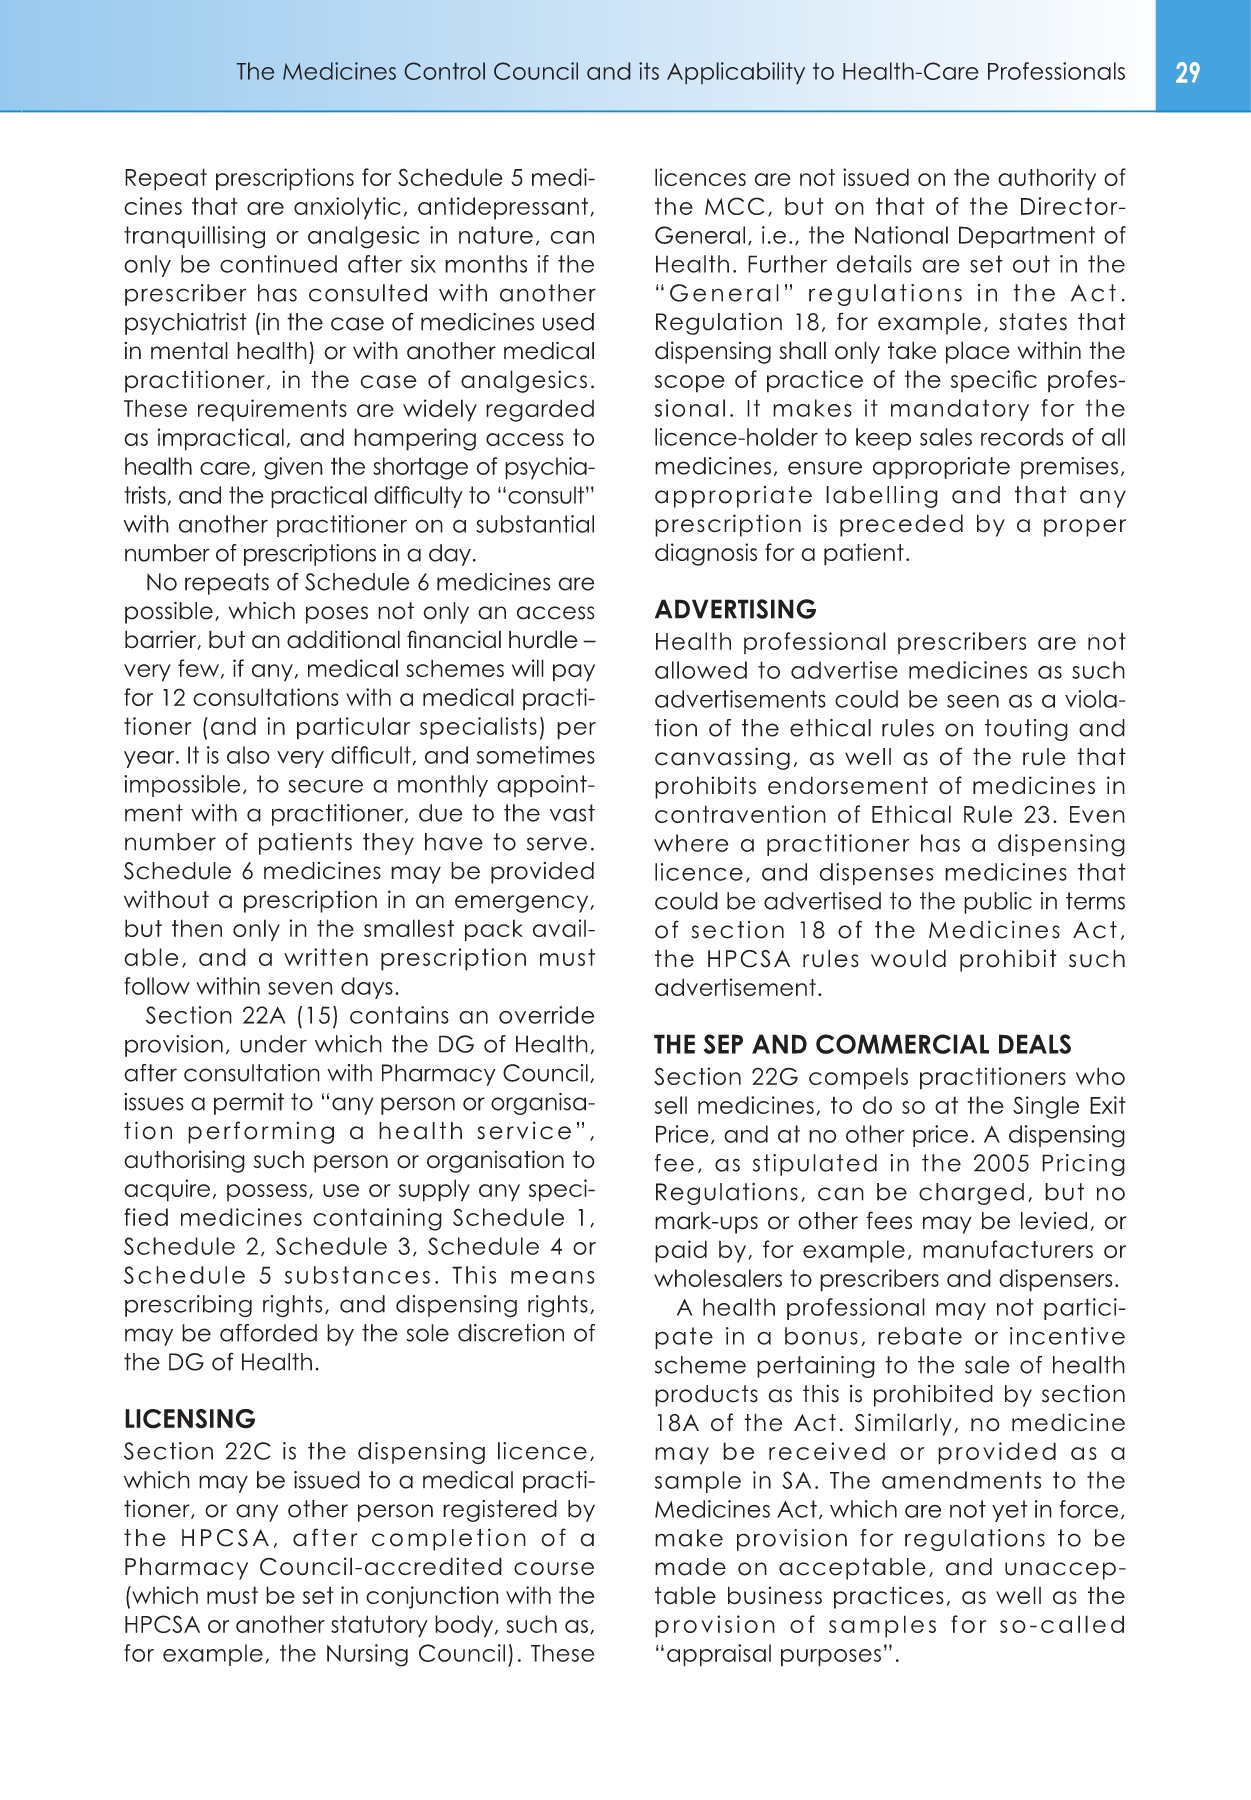 The Medicines Control Council and its Applicability to Health-Care Professionals
29
Repeat prescriptions for Schedule 5 medi-
cines that are anxiolytic, antidepressant,
tranquillising or analgesic in nature, can
only be continued after six months if the
prescriber has consulted with another
psychiatrist (in the case of medicines used
in mental health) or with another medical
practitioner, in the case of analgesics.
These requirements are widely regarded
as impractical, and hampering access to
health care, given the shortage of psychia-
trists, and the practical difficulty to “consult”
with another practitioner on a substantial
number of prescriptions in a day.
No repeats of Schedule 6 medicines are
possible, which poses not only an access
barrier, but an additional financial hurdle –
very few, if any, medical schemes will pay
for 12 consultations with a medical practi-
tioner (and in particular specialists) per
year. It is also very difficult, and sometimes
impossible, to secure a monthly appoint-
ment with a practitioner, due to the vast
number of patients they have to serve.
Schedule 6 medicines may be provided
without a prescription in an emergency,
but then only in the smallest pack avail-
able, and a written prescription must
follow within seven days.
Section 22A (15) contains an override
provision, under which the DG of Health,
after consultation with Pharmacy Council,
issues a permit to “any person or organisa-
tion performing a health service”,
authorising such person or organisation to
acquire, possess, use or supply any speci-
fied medicines containing Schedule 1,
Schedule 2, Schedule 3, Schedule 4 or
Schedule 5 substances. This means
prescribing rights, and dispensing rights,
may be afforded by the sole discretion of
the DG of Health.
LICENSING
Section 22C is the dispensing licence,
which may be issued to a medical practi-
tioner, or any other person registered by
the HPCSA, after completion of a
Pharmacy Council-accredited course
(which must be set in conjunction with the
HPCSA or another statutory body, such as,
for example, the Nursing Council). These
licences are not issued on the authority of
the MCC, but on that of the Director-
General, i.e., the National Department of
Health. Further details are set out in the
“General” regulations in the Act.
Regulation 18, for example, states that
dispensing shall only take place within the
scope of practice of the specific profes-
sional. It makes it mandatory for the
licence-holder to keep sales records of all
medicines, ensure appropriate premises,
appropriate labelling and that any
prescription is preceded by a proper
diagnosis for a patient.
ADVERTISING
Health professional prescribers are not
allowed to advertise medicines as such
advertisements could be seen as a viola-
tion of the ethical rules on touting and
canvassing, as well as of the rule that
prohibits endorsement of medicines in
contravention of Ethical Rule 23. Even
where a practitioner has a dispensing
licence, and dispenses medicines that
could be advertised to the public in terms
of section 18 of the Medicines Act,
the HPCSA rules would prohibit such
advertisement.
THE SEP AND COMMERCIAL DEALS
Section 22G compels practitioners who
sell medicines, to do so at the Single Exit
Price, and at no other price. A dispensing
fee, as stipulated in the 2005 Pricing
Regulations, can be charged, but no
mark-ups or other fees may be levied, or
paid by, for example, manufacturers or
wholesalers to prescribers and dispensers.
A health professional may not partici-
pate in a bonus, rebate or incentive
scheme pertaining to the sale of health
products as this is prohibited by section
18A of the Act. Similarly, no medicine
may be received or provided as a
sample in SA. The amendments to the
Medicines Act, which are not yet in force,
make provision for regulations to be
made on acceptable, and unaccep-
table business practices, as well as the
provision of samples for so-called
“appraisal purposes”.